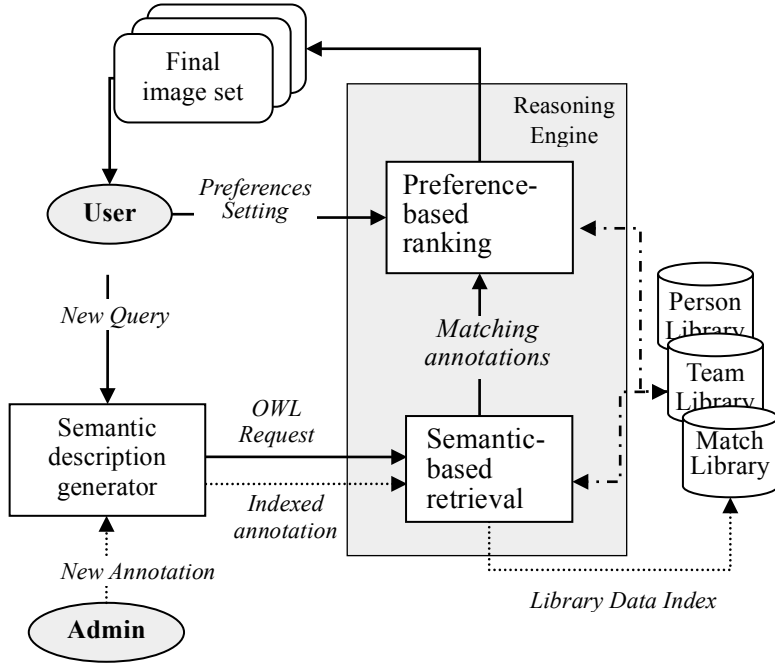 Final
image set
Reasoning
Engine
User
Preferences
Setting
Preference-
based
ranking
New Query
Matching
annotations
Person
Library
Team
Library
Match
Library
Semantic
description
generator
OWL
Request
Indexed
annotation
Semantic-
based
retrieval
New Annotation
Library Data Index
Admin